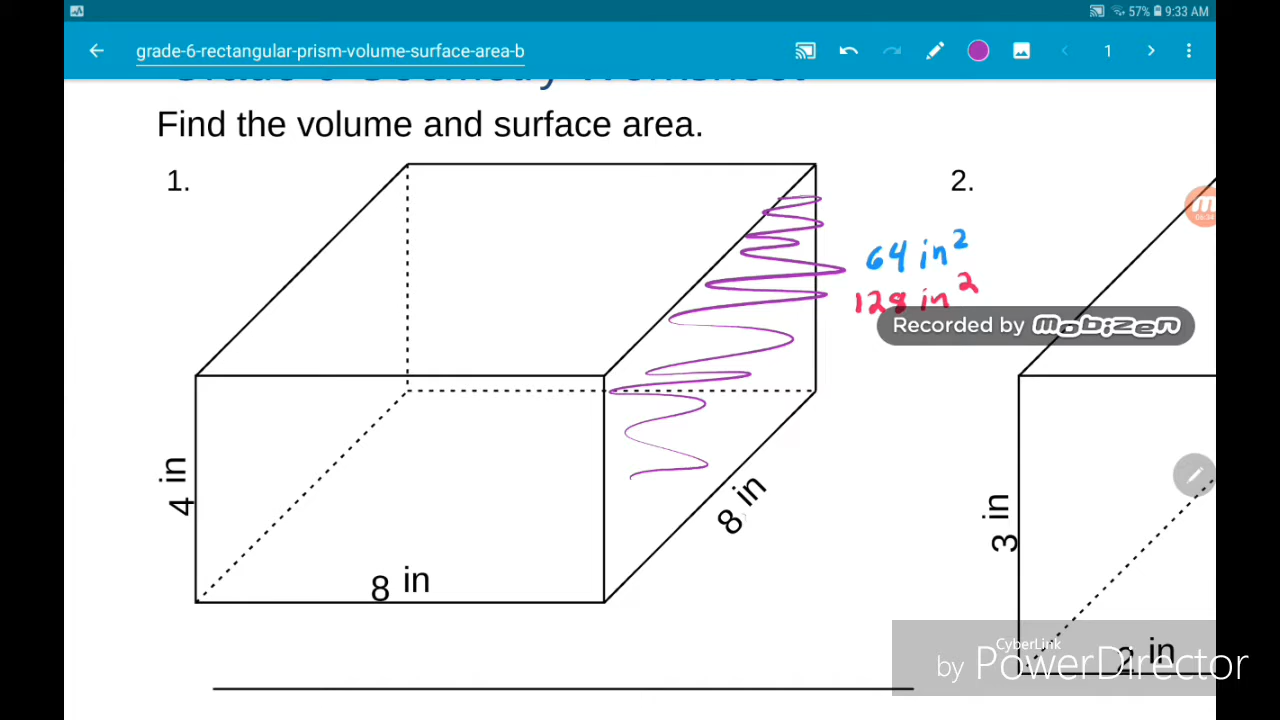 57% 9:33 AM
grade-6-rectangular-prism-volume-surface-area-b
1
Find the volume and surface area.
1.
2.
64 in²
128 in²
Recorded by mobizen
4 in
8 in
8 in
3 in
in
CyberLink
by PowerDirector